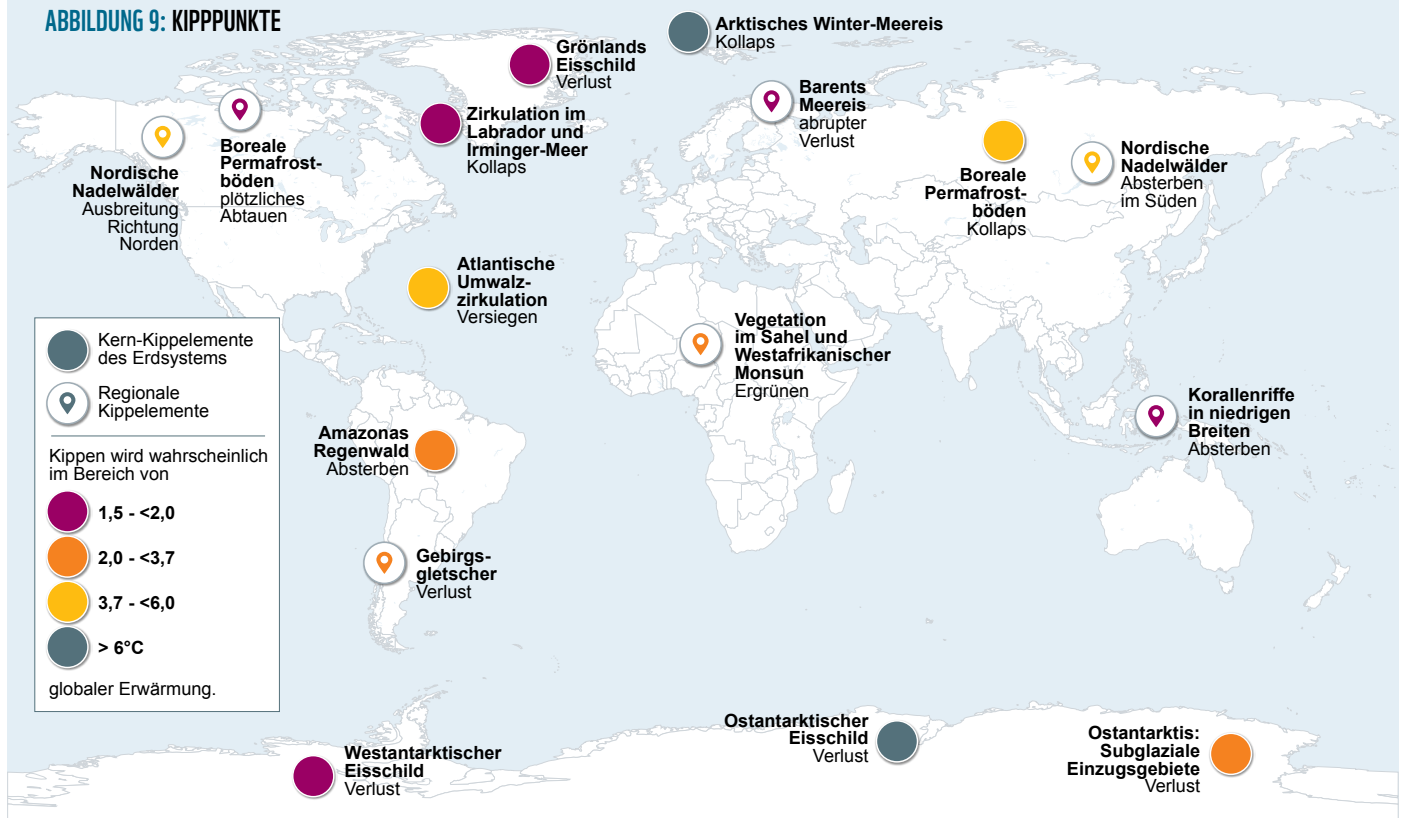 ABBILDUNG 9: KIPPPUNKTE
Arktisches Winter-Meereis
Kollaps
Grönlands
Eisschild
Verlust
Zirkulation im
Labrador und
Irminger-Meer
Kollaps
Barents
Meereis
abrupter
Verlust
Boreale
Permafrost-
böden
plötzliches
Abtauen
Nordische
Nadelwälder
Ausbreitung
Richtung
Norden
Boreale
Permafrost-
böden
Kollaps
Nordische
Nadelwälder
Absterben
im Süden
Atlantische
Umwalz-
zirkulation
Versiegen
Vegetation
im Sahel und
Westafrikanischer
Monsun
Ergrünen
Korallenriffe
in niedrigen
Breiten
Absterben
Amazonas
Regenwald
Absterben
Gebirgs-
gletscher
Verlust
Kern-Kippelemente
des Erdsystems
Regionale
Kippelemente
Kippen wird wahrscheinlich
im Bereich von
1,5 - <2,0
2,0 - <3,7
3,7 - <6,0
> 6°C
globaler Erwärmung.
Westantarktischer
Eisschild
Verlust
Ostantarktischer
Eisschild
Verlust
Ostantarktis:
Subglaziale
Einzugsgebiete
Verlust